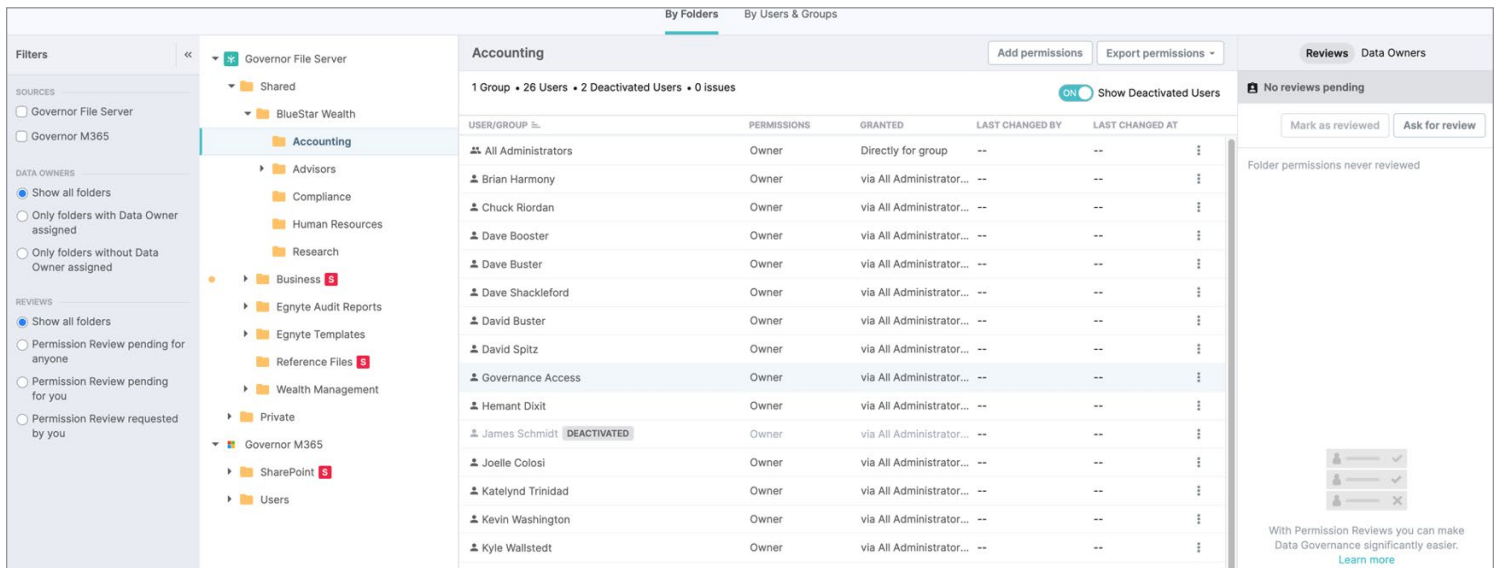 By Folders
By Users & Groups
Filters
«
SOURCES
Governor File Server
Governor M365
DATA OWNERS
Show all folders
Only folders with Data Owner
assigned
Only folders without Data
Owner assigned
REVIEWS
Show all folders
Permission Review pending for
anyone
Permission Review pending
for you
Permission Review requested
by you
Governor File Server
Shared
BlueStar Wealth
Accounting
Advisors
Compliance
Human Resources
Research
Business S
Egnyte Audit Reports
Egnyte Templates
Reference Files S
Wealth Management
Private
Governor M365
SharePoint S
Users
Accounting
Add permissions
Export permissions
1 Group • 26 Users • 2 Deactivated Users • 0 issues
ON Show Deactivated Users
USER/GROUP PERMISSIONS GRANTED LAST CHANGED BY LAST CHANGED AT
All Administrators Owner Directly for group -- --
Brian Harmony Owner via All Administrator... -- --
Chuck Riordan Owner via All Administrator... -- --
Dave Booster Owner via All Administrator... -- --
Dave Buster Owner via All Administrator... -- --
Dave Shackleford Owner via All Administrator... -- --
David Buster Owner via All Administrator... -- --
David Spitz Owner via All Administrator... -- --
Governance Access Owner via All Administrator... -- --
Hemant Dixit Owner via All Administrator... -- --
James Schmidt DEACTIVATED Owner via All Administrator... -- --
Joelle Colosi Owner via All Administrator... -- --
Katelynd Trinidad Owner via All Administrator... -- --
Kevin Washington Owner via All Administrator... -- --
Kyle Wallstedt Owner via All Administrator... -- --
Reviews Data Owners
No reviews pending
Mark as reviewed
Ask for review
Folder permissions never reviewed
With Permission Reviews you can make
Data Governance significantly easier.
Learn more